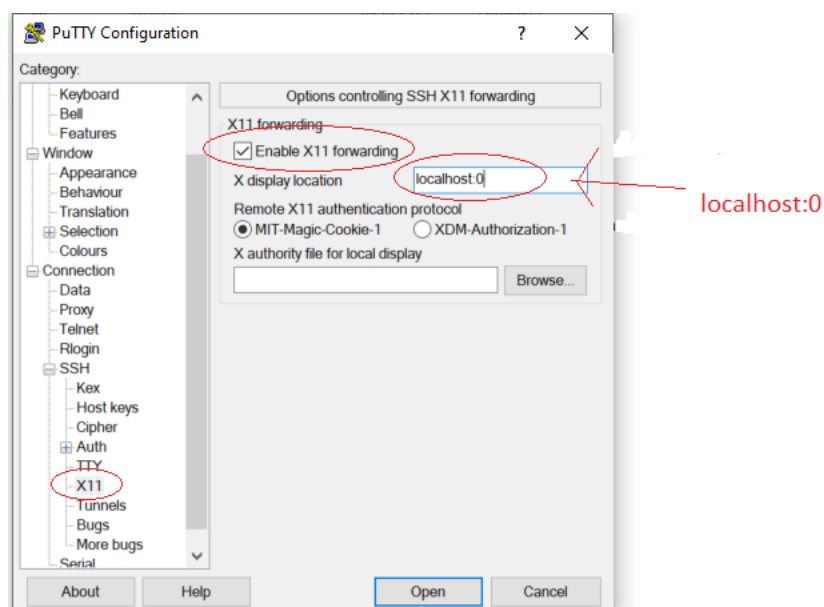 PuTTY Configuration
?
Category:
Keyboard
Bell
Features
Window
Appearance
Behaviour
Translation
Selection
Colours
Connection
Data
Proxy
Telnet
Rlogin
SSH
Kex
Host keys
Cipher
Auth
TTY
X11
Tunnels
Bugs
More bugs
Serial
Options controlling SSH X11 forwarding
X11 forwarding
Enable X11 forwarding
X display location localhost:0
Remote X11 authentication protocol
MIT-Magic-Cookie-1 XDM-Authorization-1
X authority file for local display
Browse...
About Help Open Cancel
localhost:0